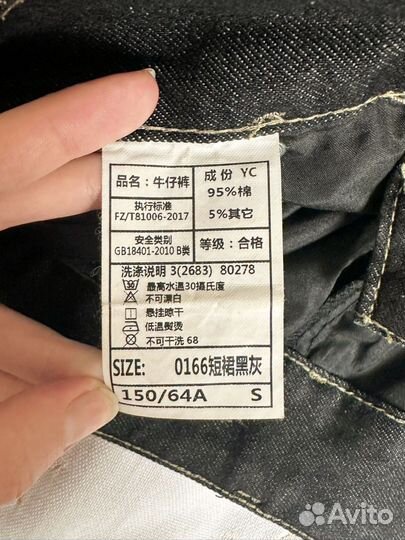 品名：牛仔裤
成份 YC
95%棉
5%其它
执行标准
FZ/T81006-2017
安全类别
GB18401-2010 B类
等级：合格
洗涤说明 3(2683) 80278
最高水温30摄氏度
不可漂白
悬挂晾干
低温熨烫
不可干洗 68
SIZE: 0166短裙黑灰
150/64A S
Avito